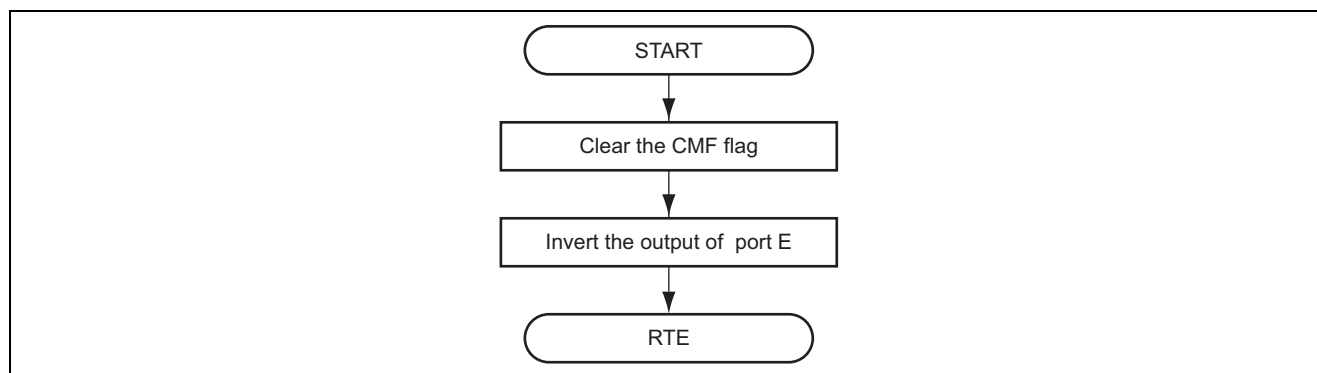 START
Clear the CMF flag
Invert the output of  port E
RTE